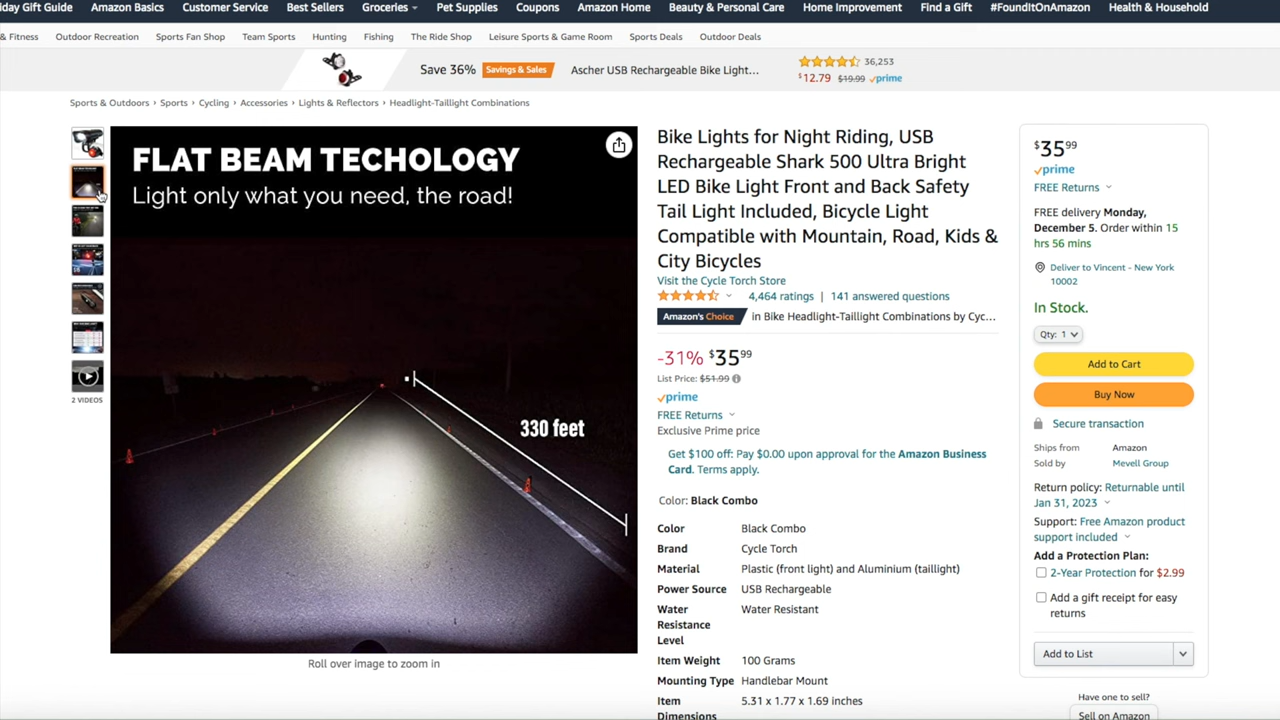 iday Gift Guide Amazon Basics Customer Service Best Sellers Groceries Pet Supplies Coupons Amazon Home Beauty & Personal Care Home Improvement Find a Gift #FoundItOnAmazon Health & Household
& Fitness Outdoor Recreation Sports Fan Shop Team Sports Hunting Fishing The Ride Shop Leisure Sports & Game Room Sports Deals Outdoor Deals
Save 36% Savings & Sales Ascher USB Rechargeable Bike Light... 36,253
$12.79 $19.99 prime
Sports & Outdoors › Sports › Cycling › Accessories › Lights & Reflectors › Headlight-Taillight Combinations
2 VIDEOS
FLAT BEAM TECHOLOGY
Light only what you need, the road!
330 feet
Roll over image to zoom in
Bike Lights for Night Riding, USB
Rechargeable Shark 500 Ultra Bright
LED Bike Light Front and Back Safety
Tail Light Included, Bicycle Light
Compatible with Mountain, Road, Kids &
City Bicycles
Visit the Cycle Torch Store
4,464 ratings | 141 answered questions
Amazon's Choice in Bike Headlight-Taillight Combinations by Cyc...
-31% $35 99
List Price: $51.99
prime
FREE Returns
Exclusive Prime price
Get $100 off: Pay $0.00 upon approval for the Amazon Business
Card. Terms apply.
Color: Black Combo
Color Black Combo
Brand Cycle Torch
Material Plastic (front light) and Aluminium (taillight)
Power Source USB Rechargeable
Water Water Resistant
Resistance
Level
Item Weight 100 Grams
Mounting Type Handlebar Mount
Item 5.31 x 1.77 x 1.69 inches
Dimensions
$35 99
prime
FREE Returns
FREE delivery Monday,
December 5. Order within 15
hrs 56 mins
Deliver to Vincent - New York
10002
In Stock.
Qty: 1
Add to Cart
Buy Now
Secure transaction
Ships from Amazon
Sold by Mevell Group
Return policy: Returnable until
Jan 31, 2023
Support: Free Amazon product
support included
Add a Protection Plan:
2-Year Protection for $2.99
Add a gift receipt for easy
returns
Add to List
Have one to sell?
Sell on Amazon